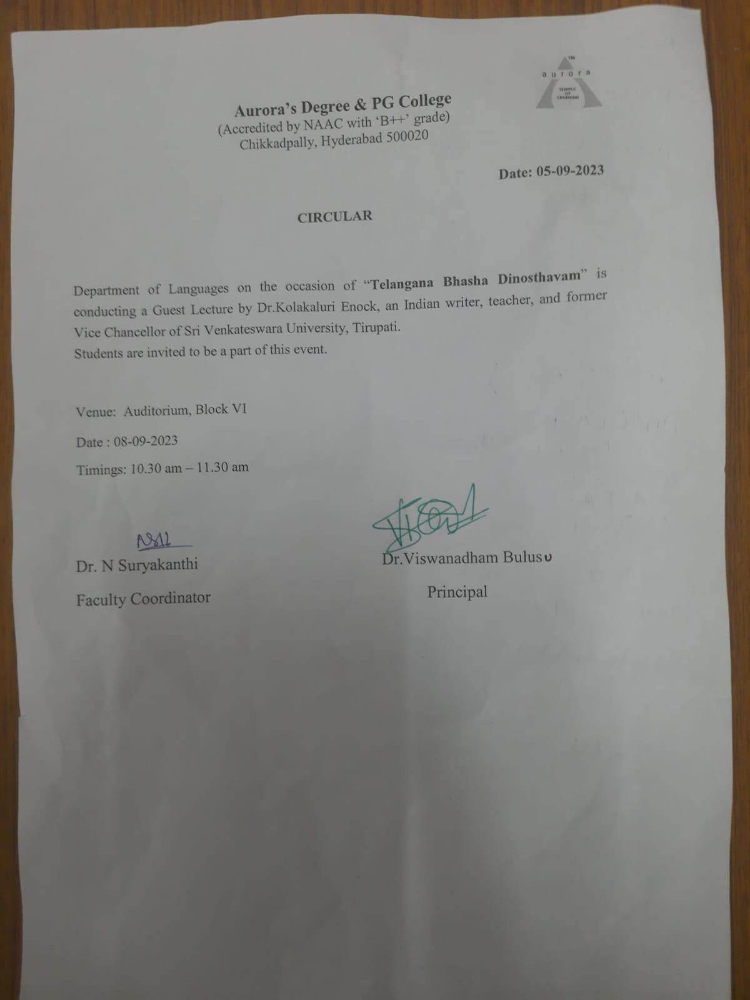 TM
aurora
TEMPLE
OF
LEARNING
Aurora’s Degree & PG College
(Accredited by NAAC with ‘B++’ grade)
Chikkadpally, Hyderabad 500020
Date: 05-09-2023
CIRCULAR
Department of Languages on the occasion of “Telangana Bhasha Dinosthavam” is
conducting a Guest Lecture by Dr.Kolakaluri Enock, an Indian writer, teacher, and former
Vice Chancellor of Sri Venkateswara University, Tirupati.
Students are invited to be a part of this event.
Venue: Auditorium, Block VI
Date : 08-09-2023
Timings: 10.30 am – 11.30 am
Dr. N Suryakanthi
Dr.Viswanadham Bulusu
Faculty Coordinator
Principal